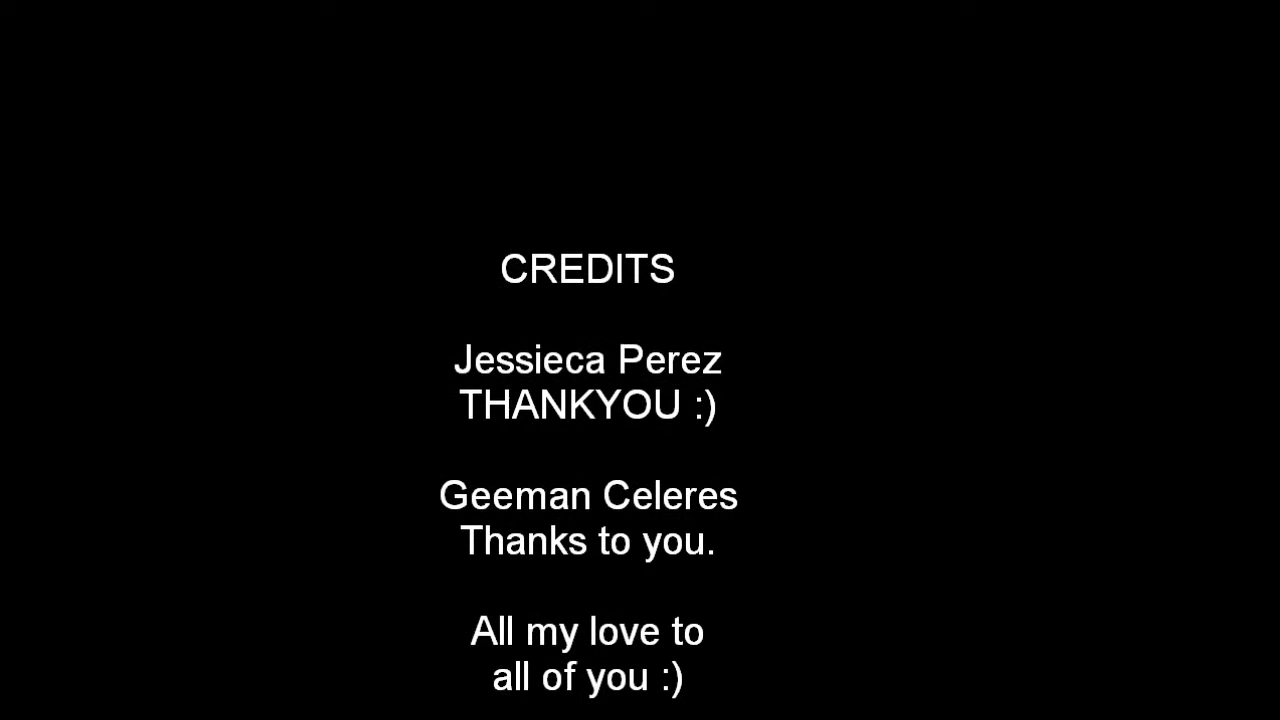 CREDITS
Jessieca Perez
THANKYOU :)
Geeman Celeres
Thanks to you.
All my love to
all of you :)